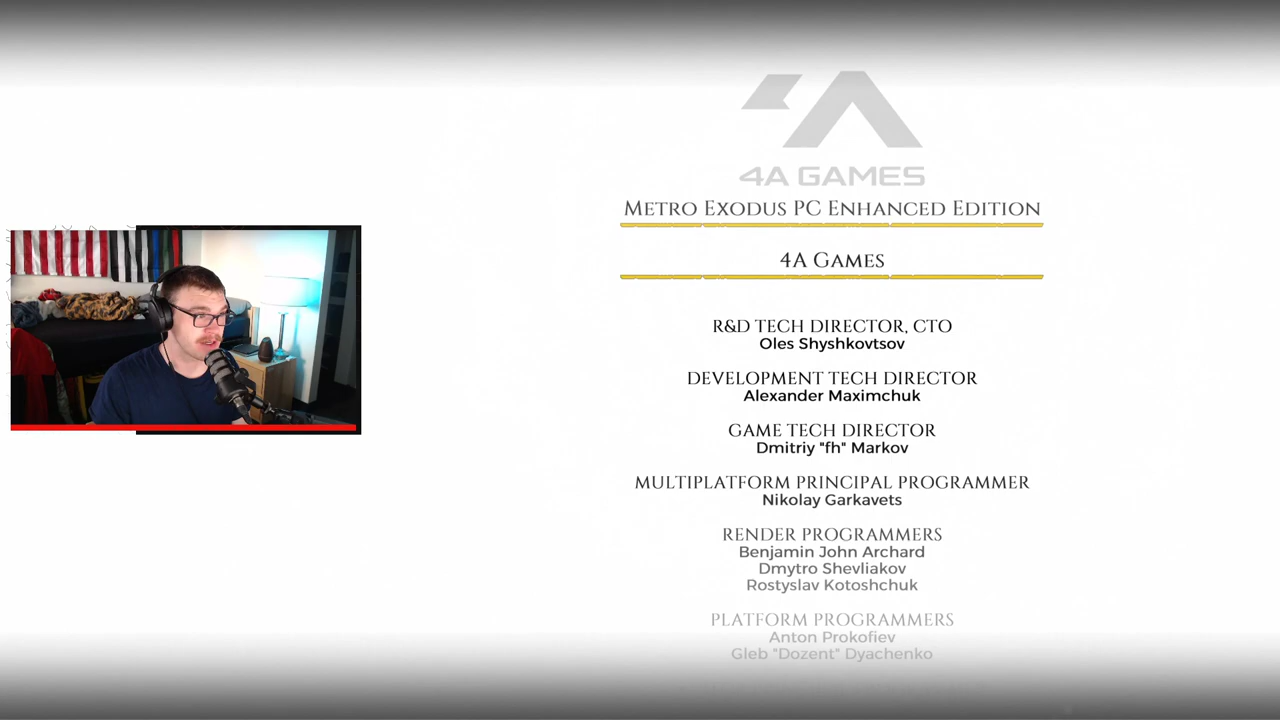 4A GAMES
METRO EXODUS PC ENHANCED EDITION
4A GAMES
R&D TECH DIRECTOR, CTO
Oles Shyshkovtsov
DEVELOPMENT TECH DIRECTOR
Alexander Maximchuk
GAME TECH DIRECTOR
Dmitriy "fh" Markov
MULTIPLATFORM PRINCIPAL PROGRAMMER
Nikolay Garkavets
RENDER PROGRAMMERS
Benjamin John Archard
Dmytro Shevliakov
Rostyslav Kotoshchuk
PLATFORM PROGRAMMERS
Anton Prokofiev
Gleb "Dozent" Dyachenko